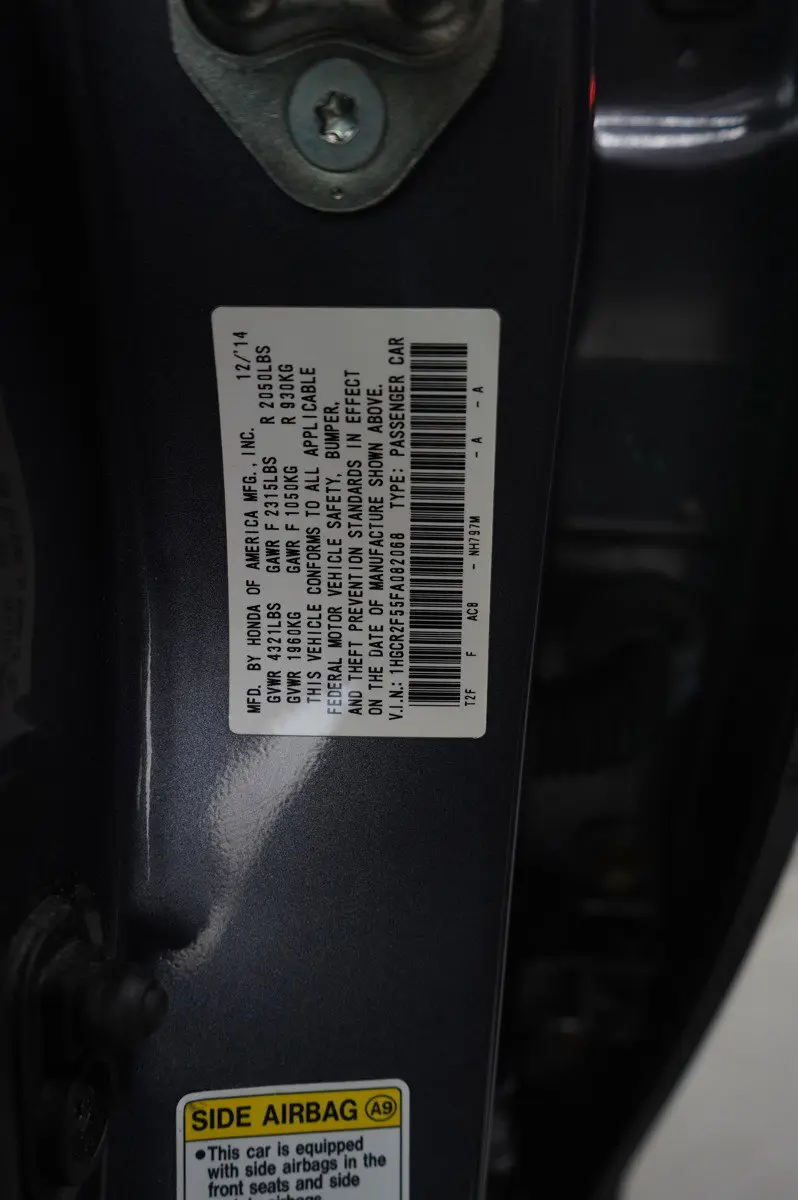 MFD. BY HONDA OF AMERICA MFG., INC. 12/'14
GVWR 4321LBS GAWR F 2315LBS R 2050LBS
GVWR 1960KG GAWR F 1050KG R 930KG
THIS VEHICLE CONFORMS TO ALL APPLICABLE
FEDERAL MOTOR VEHICLE SAFETY, BUMPER,
AND THEFT PREVENTION STANDARDS IN EFFECT
ON THE DATE OF MANUFACTURE SHOWN ABOVE.
V.I.N.: 1HGCR2F55FA082068 TYPE: PASSENGER CAR
T2F F AC8 - NH797M - A - A
SIDE AIRBAG A9
•This car is equipped
with side airbags in the
front seats and side